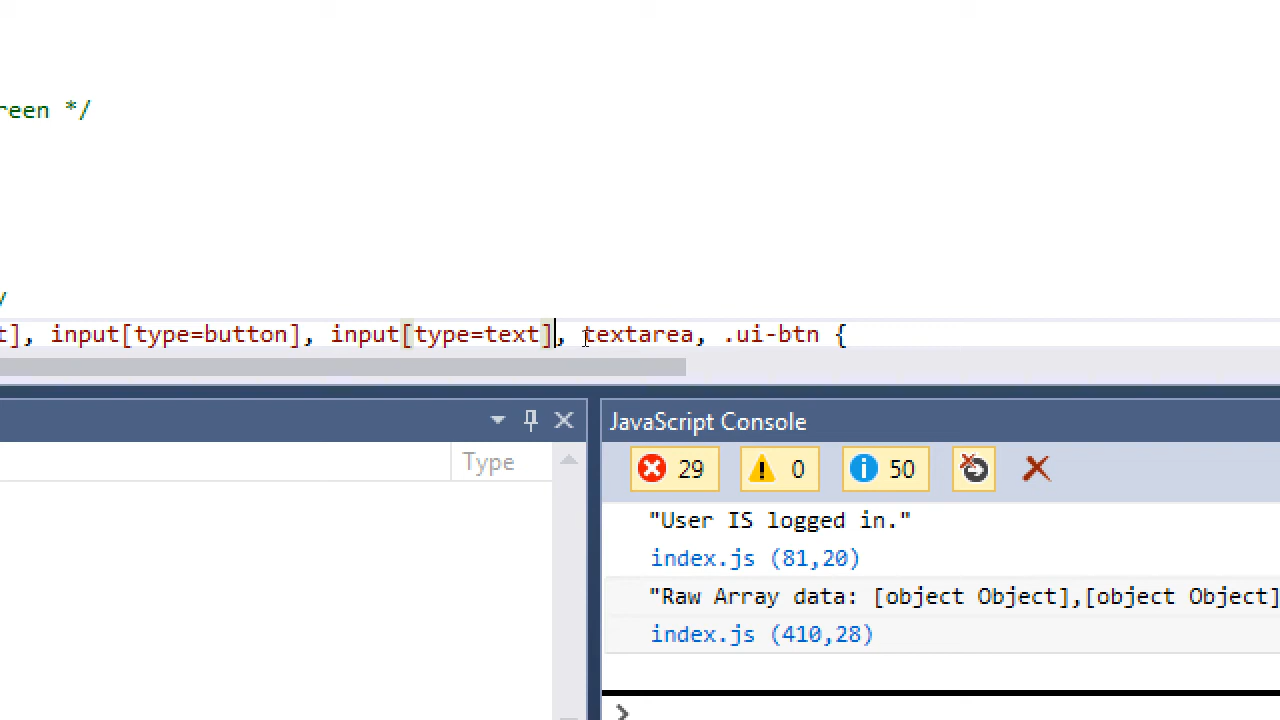 reen */
/
t], input[type=button], input[type=text], textarea, .ui-btn {
JavaScript Console
Type
29 0 50
"User IS logged in."
index.js (81,20)
"Raw Array data: [object Object],[object Object]
index.js (410,28)
>